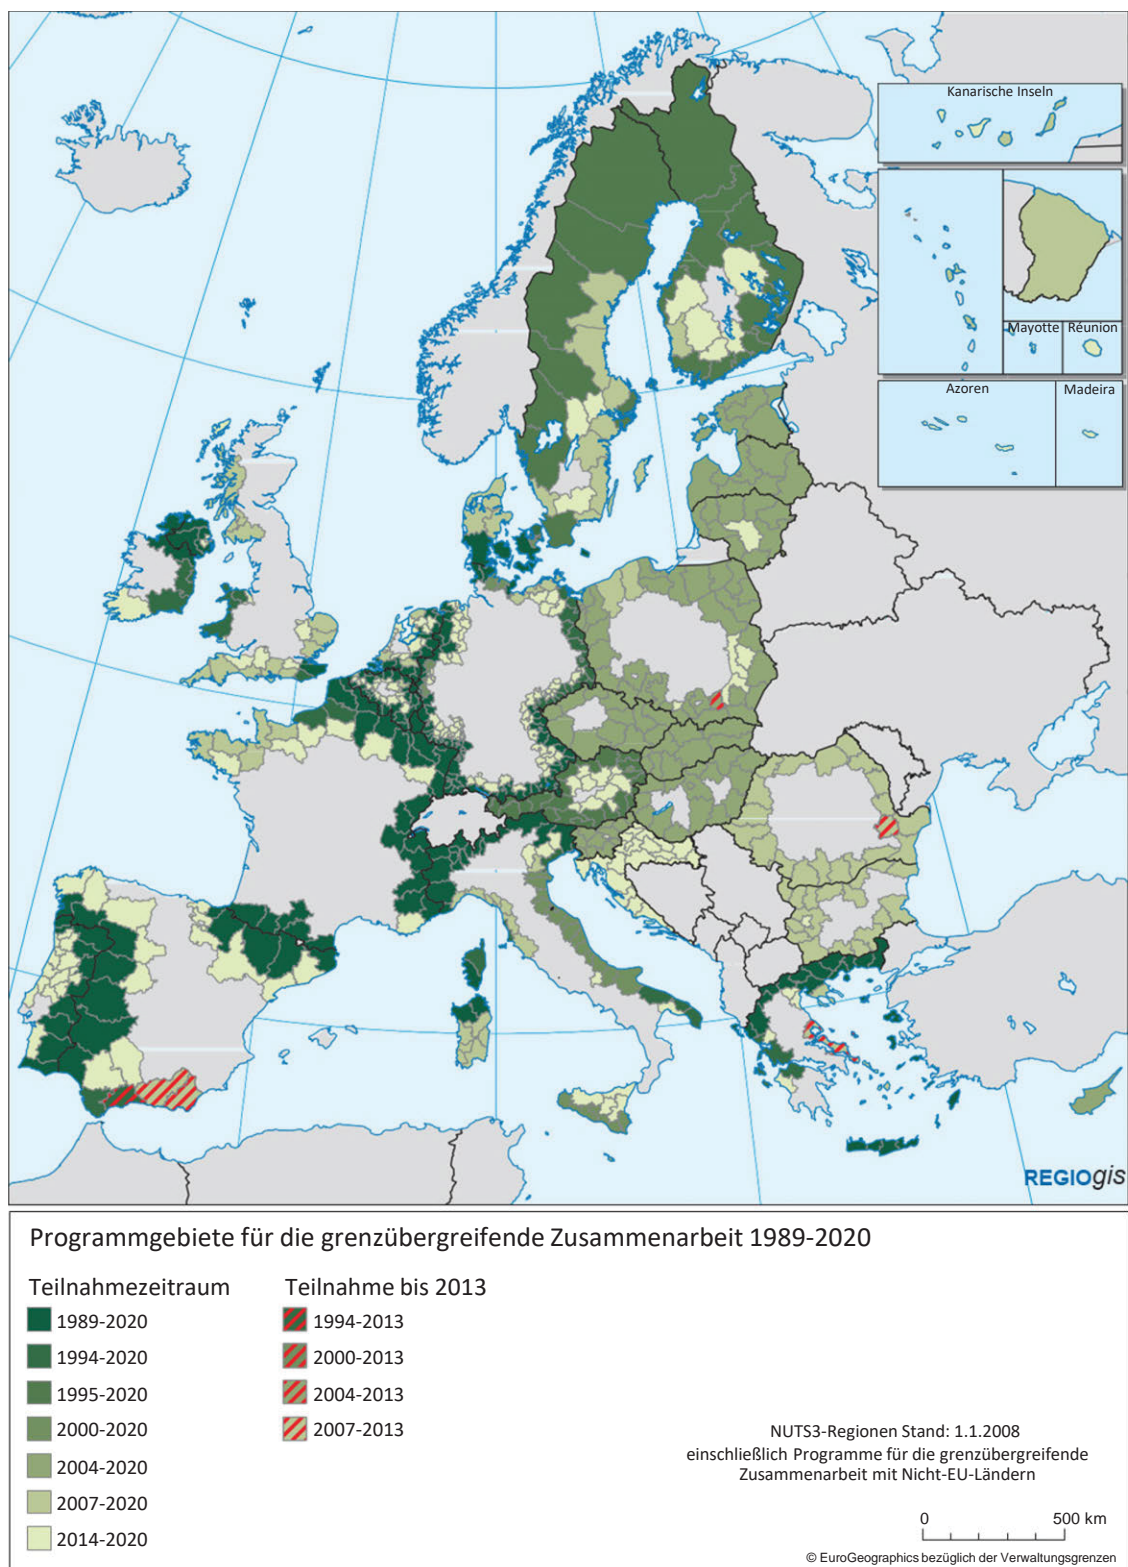 Kanarische Inseln
Mayotte
Réunion
Azoren
Madeira
REGIOgis
Programmgebiete für die grenzübergreifende Zusammenarbeit 1989-2020
Teilnahmezeitraum
1989-2020
1994-2020
1995-2020
2000-2020
2004-2020
2007-2020
2014-2020
Teilnahme bis 2013
1994-2013
2000-2013
2004-2013
2007-2013
NUTS3-Regionen Stand: 1.1.2008
einschließlich Programme für die grenzübergreifende
Zusammenarbeit mit Nicht-EU-Ländern
0 500 km
© EuroGeographics bezüglich der Verwaltungsgrenzen